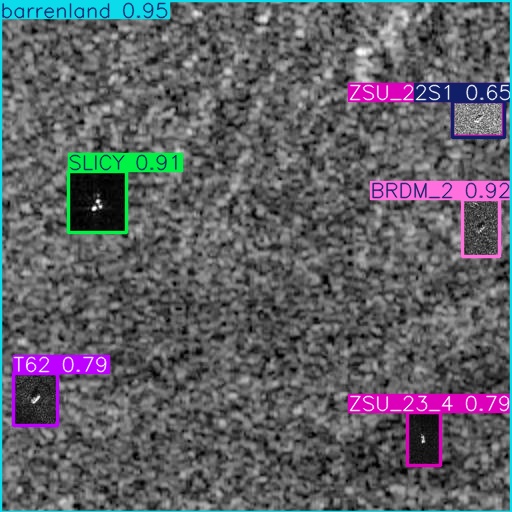 barrenland 0.95
ZSU_2
2S1 0.65
SLICY 0.91
BRDM_2 0.92
T62 0.79
ZSU_23_4 0.79